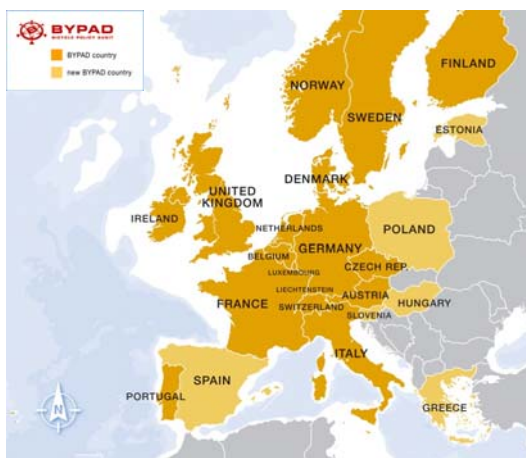 BYPAD
BICYCLE POLICY AUDIT
BYPAD country
new BYPAD country
FINLAND
NORWAY
SWEDEN
ESTONIA
DENMARK
UNITED
KINGDOM
IRELAND
NETHERLANDS
POLAND
GERMANY
BELGIUM
CZECH REP.
LUXEMBOURG
LIECHTENSTEIN
AUSTRIA
FRANCE
SWITZERLAND
HUNGARY
SLOVENIA
ITALY
SPAIN
PORTUGAL
GREECE
N